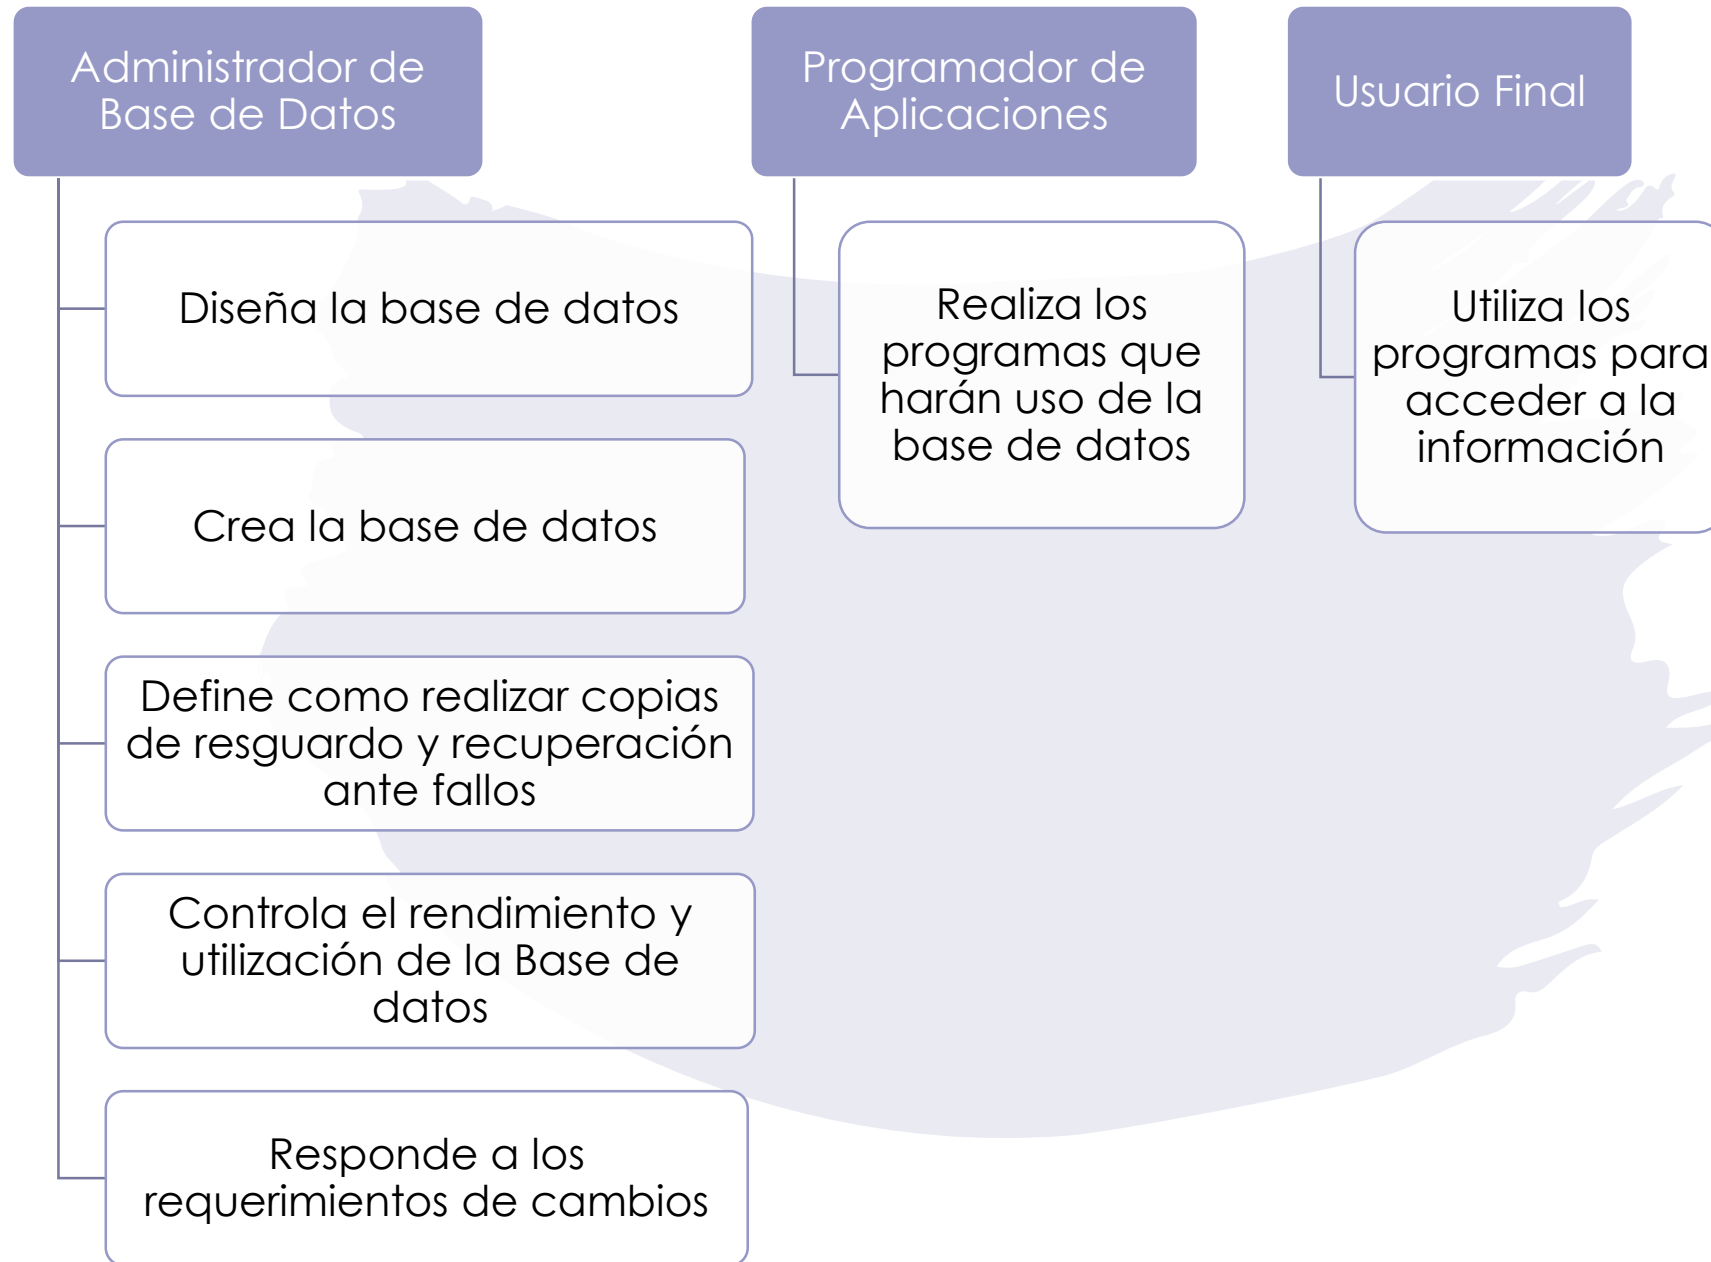 Administrador de
Base de Datos
Diseña la base de datos
Crea la base de datos
Define como realizar copias
de resguardo y recuperación
ante fallos
Controla el rendimiento y
utilización de la Base de
datos
Responde a los
requerimientos de cambios
Programador de
Aplicaciones
Realiza los
programas que
harán uso de la
base de datos
Usuario Final
Utiliza los
programas para
acceder a la
información